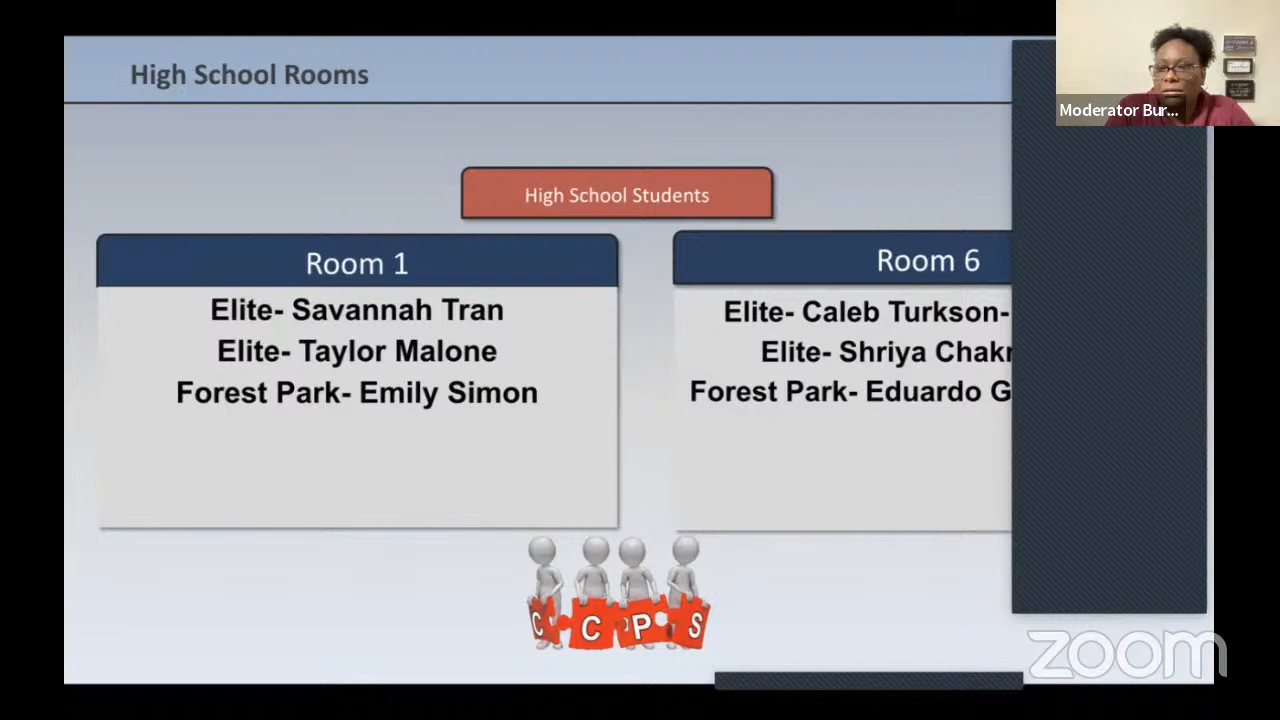 High School Rooms
Moderator Bur...
High School Students
Room 1
Elite- Savannah Tran
Elite- Taylor Malone
Forest Park- Emily Simon
Room 6
Elite- Caleb Turkson-
Elite- Shriya
Forest Park- Eduardo
C C P S
zoom